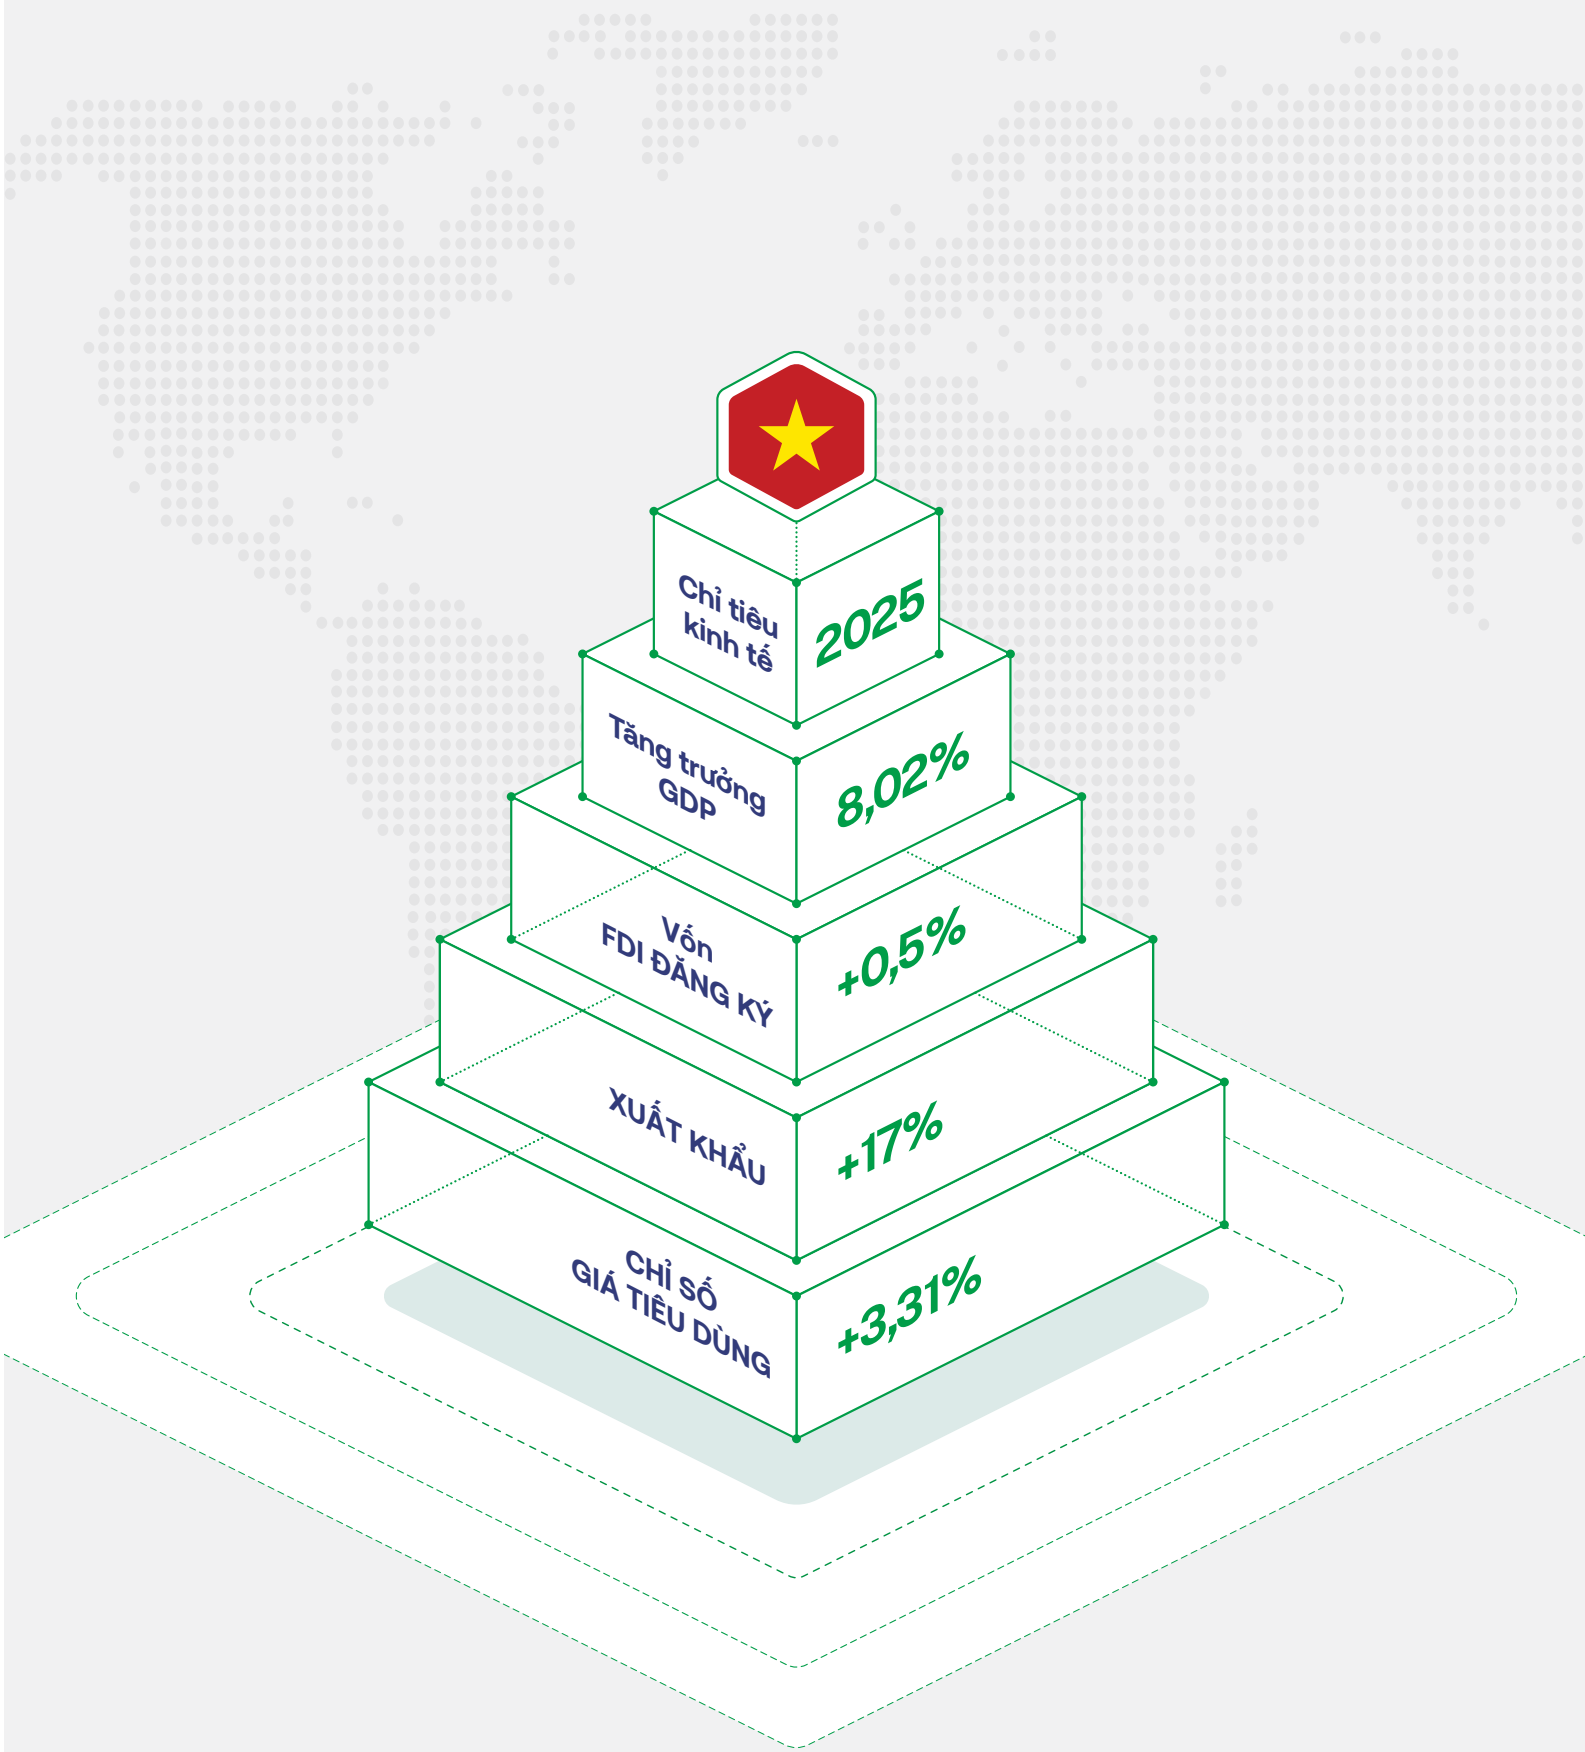 Chỉ tiêu
kinh tế
2025
Tăng trưởng
GDP
8,02%
Vốn
FDI ĐĂNG KÝ
+0,5%
XUẤT KHẨU
+17%
CHỈ SỐ
GIÁ TIÊU DÙNG
+3,31%